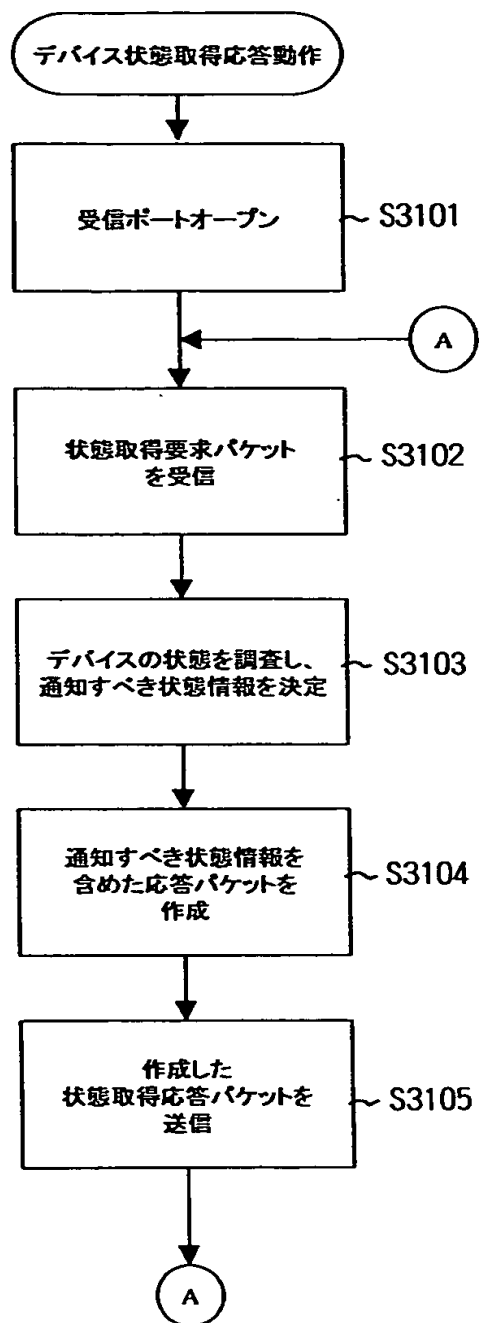 デバイス状態取得応答動作
受信ポートオープン
S3101
A
状態取得要求パケット
を受信
S3102
デバイスの状態を調査し、
通知すべき状態情報を決定
S3103
通知すべき状態情報を
含めた応答パケットを
作成
S3104
作成した
状態取得応答パケットを
送信
S3105
A